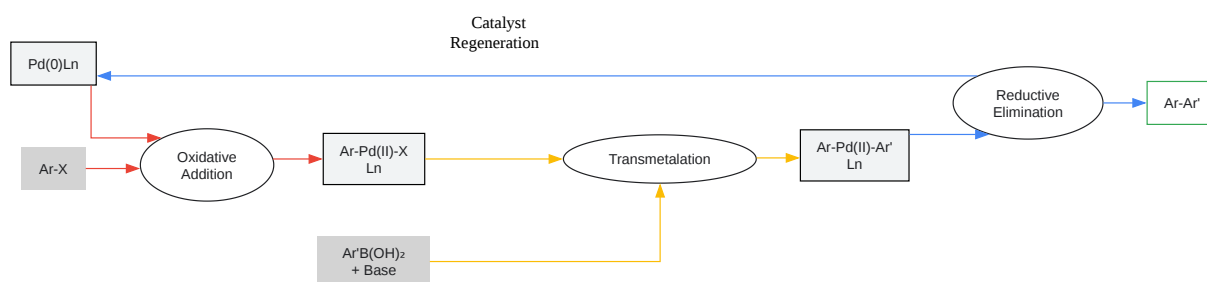 Catalyst
Regeneration
Pd(0)Ln
Reductive
Elimination
Ar-Ar'
Ar-X
Oxidative
Addition
Ar-Pd(II)-X
Ln
Transmetalation
Ar-Pd(II)-Ar'
Ln
Ar'B(OH)₂
+ Base